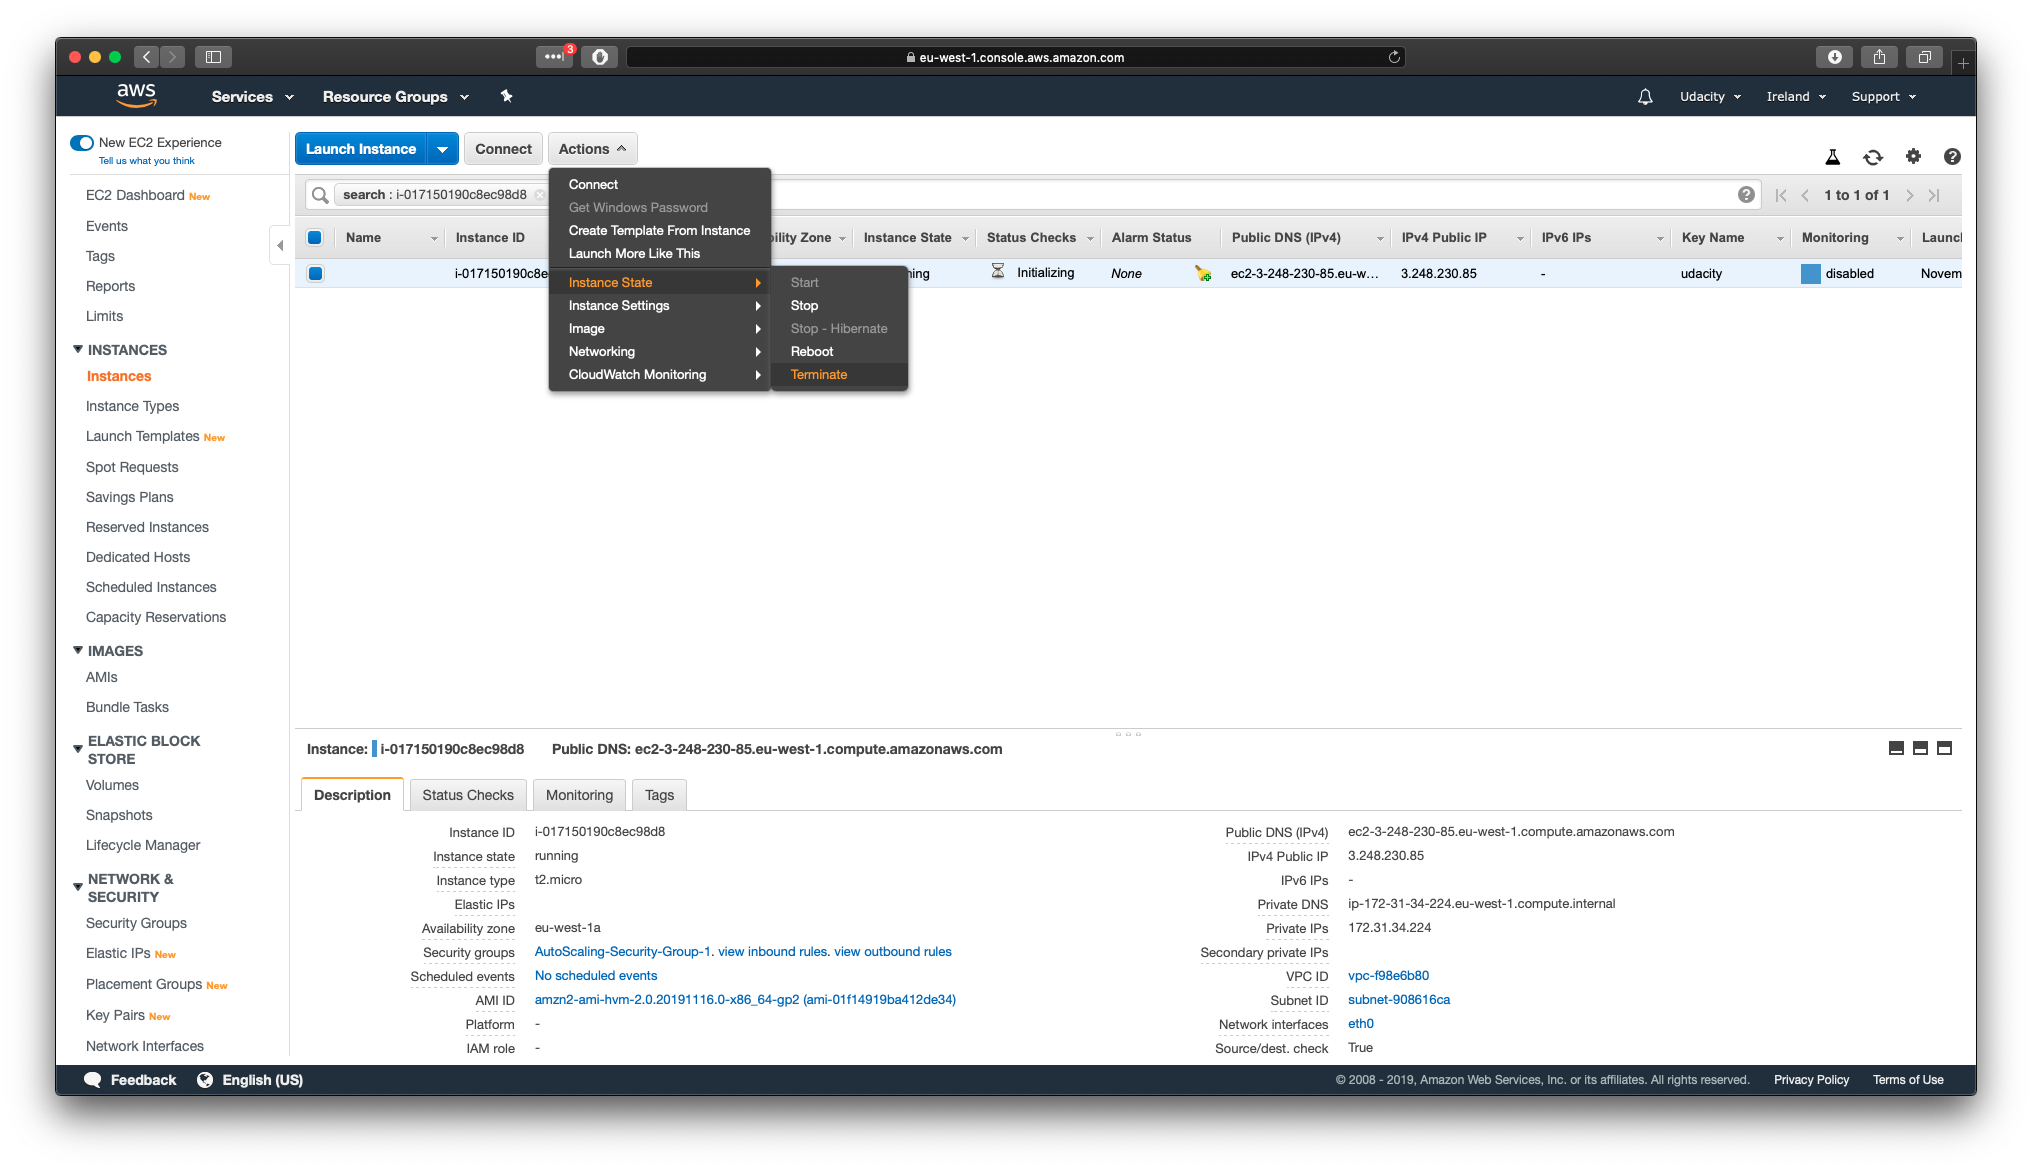 3
eu-west-1.console.aws.amazon.com
aws
Services
Resource Groups
Udacity
Ireland
Support
New EC2 Experience
Tell us what you think
EC2 Dashboard New
Events
Tags
Reports
Limits
INSTANCES
Instances
Instance Types
Launch Templates New
Spot Requests
Savings Plans
Reserved Instances
Dedicated Hosts
Scheduled Instances
Capacity Reservations
IMAGES
AMIs
Bundle Tasks
ELASTIC BLOCK
STORE
Volumes
Snapshots
Lifecycle Manager
NETWORK &
SECURITY
Security Groups
Elastic IPs New
Placement Groups New
Key Pairs New
Network Interfaces
Launch Instance
Connect
Actions
search : i-017150190c8ec98d8
1 to 1 of 1
Name
Instance ID
bility Zone
Instance State
Status Checks
Alarm Status
Public DNS (IPv4)
IPv4 Public IP
IPv6 IPs
Key Name
Monitoring
Launcl
i-017150190c8e
ning
Initializing
None
ec2-3-248-230-85.eu-w...
3.248.230.85
-
udacity
disabled
Novem
Connect
Get Windows Password
Create Template From Instance
Launch More Like This
Instance State
Instance Settings
Image
Networking
CloudWatch Monitoring
Start
Stop
Stop - Hibernate
Reboot
Terminate
Instance: i-017150190c8ec98d8 Public DNS: ec2-3-248-230-85.eu-west-1.compute.amazonaws.com
Description
Status Checks
Monitoring
Tags
Instance ID i-017150190c8ec98d8
Instance state running
Instance type t2.micro
Elastic IPs
Availability zone eu-west-1a
Security groups AutoScaling-Security-Group-1. view inbound rules. view outbound rules
Scheduled events No scheduled events
AMI ID amzn2-ami-hvm-2.0.20191116.0-x86_64-gp2 (ami-01f14919ba412de34)
Platform -
IAM role -
Public DNS (IPv4) ec2-3-248-230-85.eu-west-1.compute.amazonaws.com
IPv4 Public IP 3.248.230.85
IPv6 IPs -
Private DNS ip-172-31-34-224.eu-west-1.compute.internal
Private IPs 172.31.34.224
Secondary private IPs
VPC ID vpc-f98e6b80
Subnet ID subnet-908616ca
Network interfaces eth0
Source/dest. check True
Feedback
English (US)
© 2008 - 2019, Amazon Web Services, Inc. or its affiliates. All rights reserved.
Privacy Policy
Terms of Use